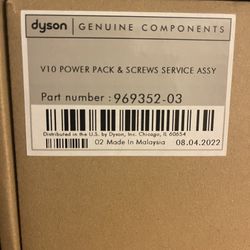 dyson | GENUINE COMPONENTS
V10 POWER PACK & SCREWS SERVICE ASSY
Part number : 969352-03
Distributed in the U.S. by Dyson, Inc. Chicago, IL 60654
02 Made In Malaysia 08.04.2022